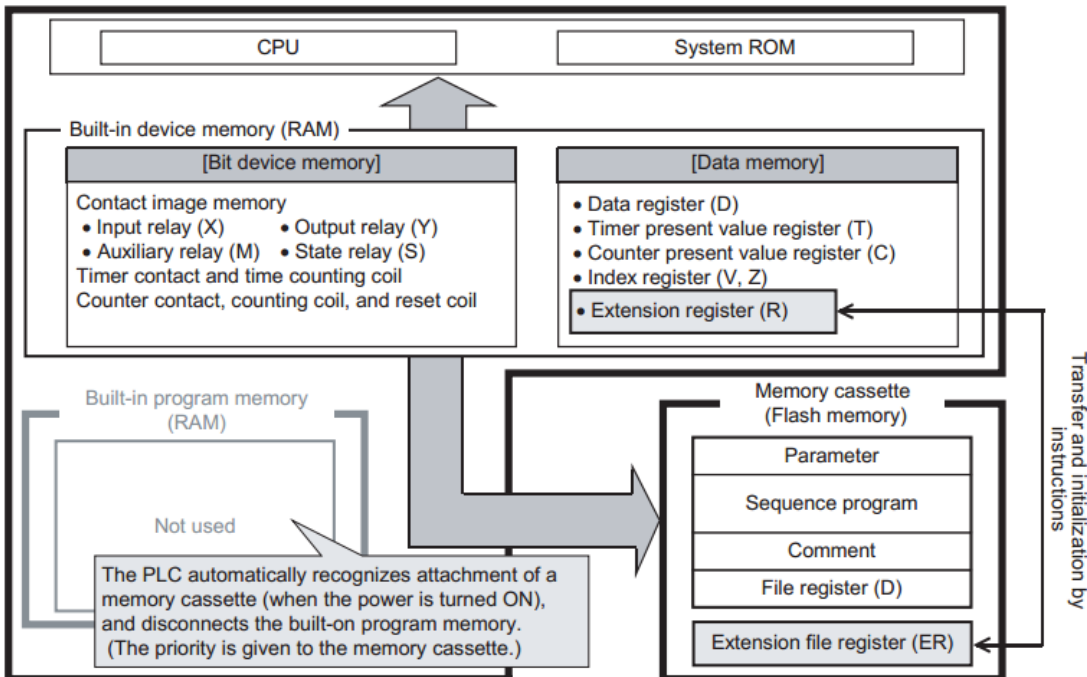 CPU
System ROM
Built-in device memory (RAM)
[Bit device memory]
Contact image memory
• Input relay (X) • Output relay (Y)
• Auxiliary relay (M) • State relay (S)
Timer contact and time counting coil
Counter contact, counting coil, and reset coil
[Data memory]
• Data register (D)
• Timer present value register (T)
• Counter present value register (C)
• Index register (V, Z)
• Extension register (R)
Transfer and initialization by
instructions
Built-in program memory
(RAM)
Not used
The PLC automatically recognizes attachment of a
memory cassette (when the power is turned ON),
and disconnects the built-on program memory.
(The priority is given to the memory cassette.)
Memory cassette
(Flash memory)
Parameter
Sequence program
Comment
File register (D)
Extension file register (ER)